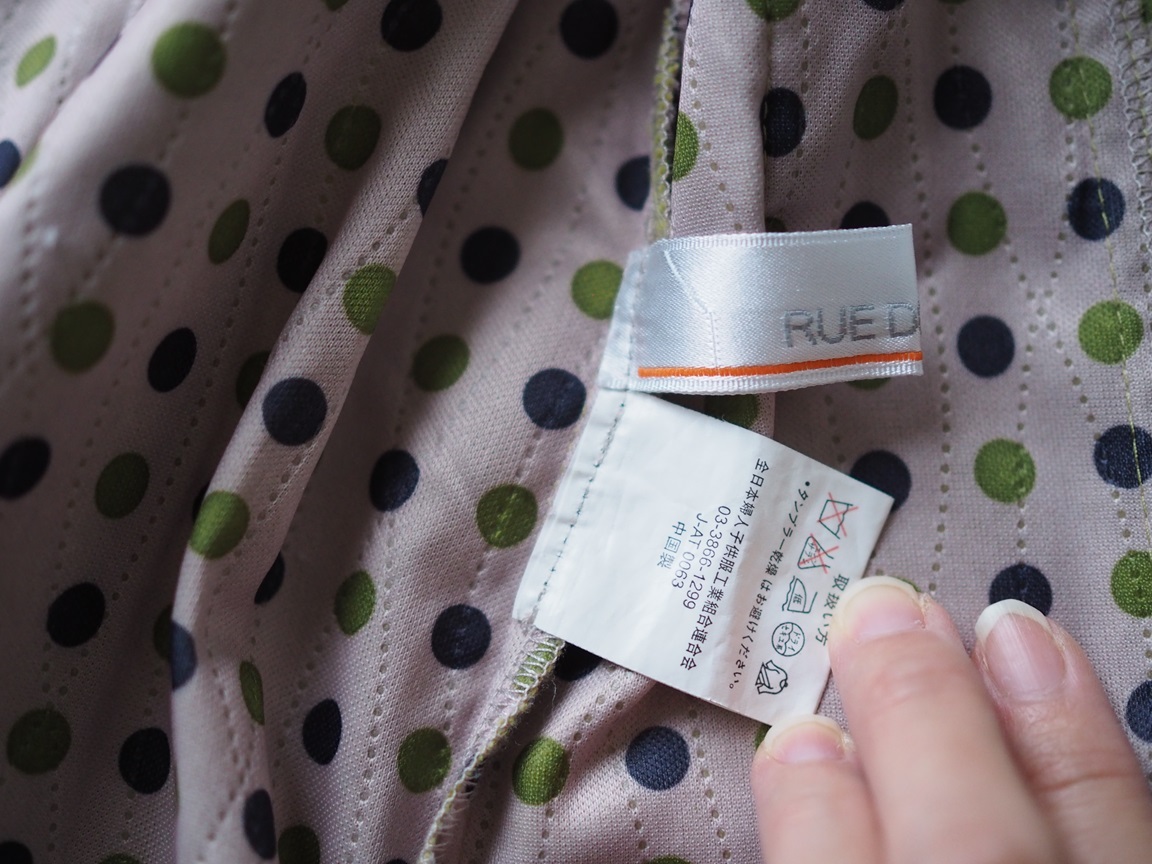 RUE D
取扱い方
・タンブラー乾燥はお避けください。
全日本婦人子供服工業組合連合会
03-3866-1299
J-AT 0063
中国製